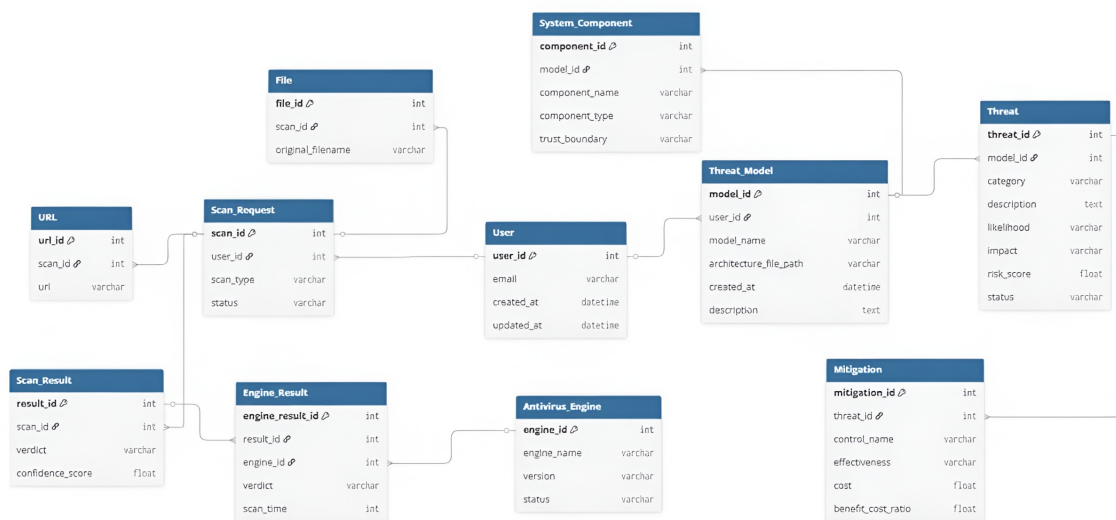 System_Component
component_id int
model_id int
component_name varchar
component_type varchar
trust_boundary varchar
File
file_id int
scan_id int
original_filename varchar
Threat
threat_id int
model_id int
category varchar
description text
likelihood varchar
impact varchar
risk_score float
status varchar
Threat_Model
model_id int
user_id int
model_name varchar
architecture_file_path varchar
created_at datetime
description text
URL
url_id int
scan_id int
url varchar
Scan_Request
scan_id int
user_id int
scan_type varchar
status varchar
User
user_id int
email varchar
created_at datetime
updated_at datetime
Scan_Result
result_id int
scan_id int
verdict varchar
confidence_score float
Engine_Result
engine_result_id int
result_id int
engine_id int
verdict varchar
scan_time int
Antivirus_Engine
engine_id int
engine_name varchar
version varchar
status varchar
Mitigation
mitigation_id int
threat_id int
control_name varchar
effectiveness varchar
cost float
benefit_cost_ratio float